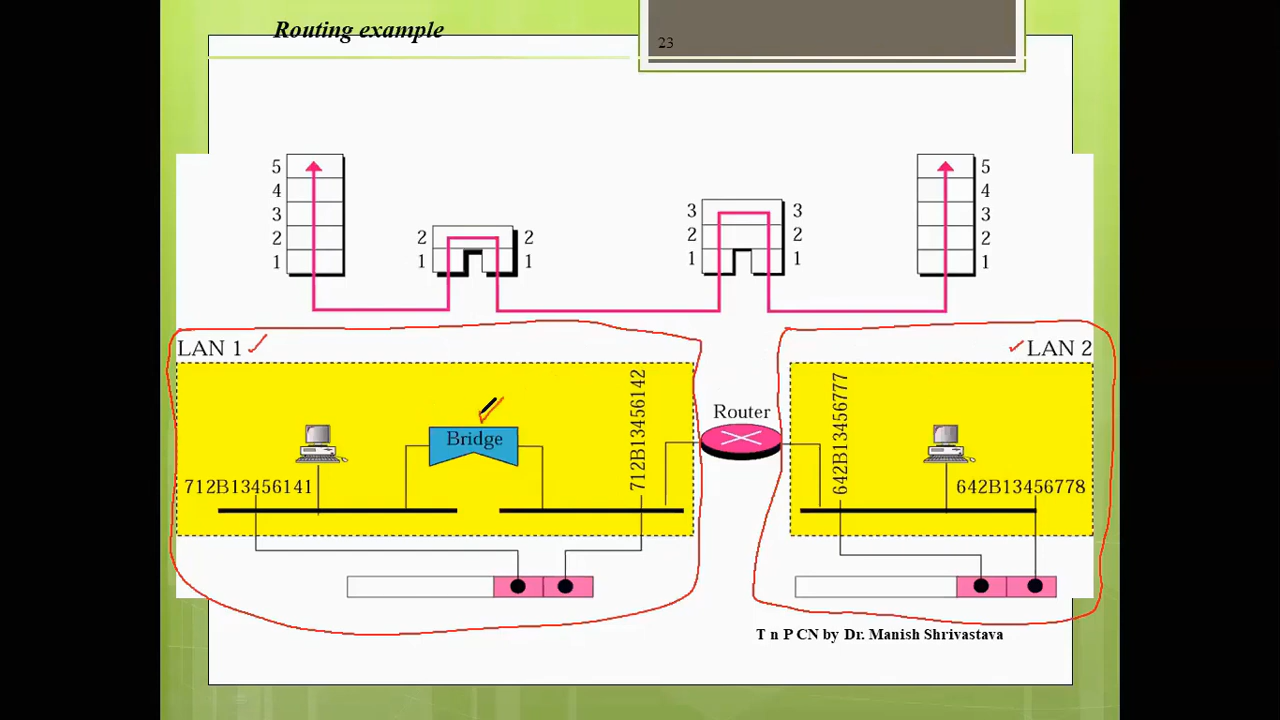 Routing example
23
5
4
3
2
1
2 2
1 1
3 3
2 2
1 1
5
4
3
2
1
LAN 1
LAN 2
712B13456142
Router
642B13456777
Bridge
712B13456141
642B13456778
T n P CN by Dr. Manish Shrivastava